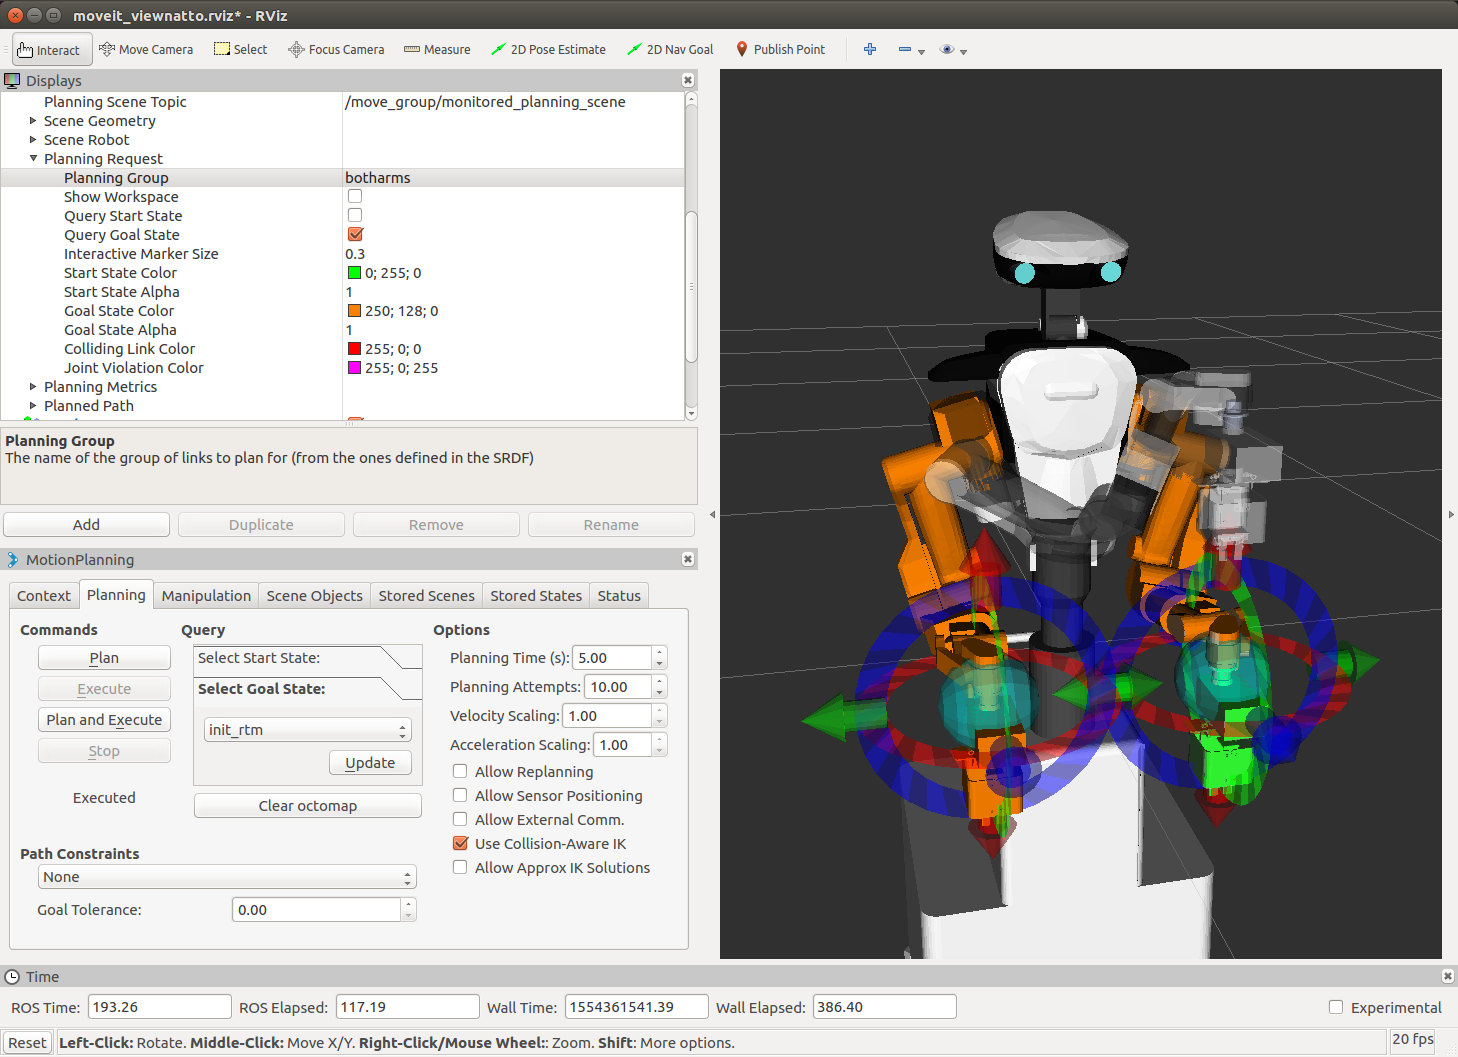 moveit_viewnatto.rviz* - RViz
Interact Move Camera Select Focus Camera Measure 2D Pose Estimate 2D Nav Goal Publish Point
Displays
Planning Scene Topic /move_group/monitored_planning_scene
Scene Geometry
Scene Robot
Planning Request
Planning Group botharms
Show Workspace
Query Start State
Query Goal State
Interactive Marker Size 0.3
Start State Color 0; 255; 0
Start State Alpha 1
Goal State Color 250; 128; 0
Goal State Alpha 1
Colliding Link Color 255; 0; 0
Joint Violation Color 255; 0; 255
Planning Metrics
Planned Path
Planning Group
The name of the group of links to plan for (from the ones defined in the SRDF)
Add Duplicate Remove Rename
MotionPlanning
Context Planning Manipulation Scene Objects Stored Scenes Stored States Status
Commands
Plan
Execute
Plan and Execute
Stop
Executed
Query
Select Start State:
Select Goal State:
init_rtm
Update
Clear octomap
Options
Planning Time (s): 5.00
Planning Attempts: 10.00
Velocity Scaling: 1.00
Acceleration Scaling: 1.00
Allow Replanning
Allow Sensor Positioning
Allow External Comm.
Use Collision-Aware IK
Allow Approx IK Solutions
Path Constraints
None
Goal Tolerance: 0.00
Time
ROS Time: 193.26 ROS Elapsed: 117.19 Wall Time: 1554361541.39 Wall Elapsed: 386.40 Experimental
Reset Left-Click: Rotate. Middle-Click: Move X/Y. Right-Click/Mouse Wheel:: Zoom. Shift: More options. 20 fps